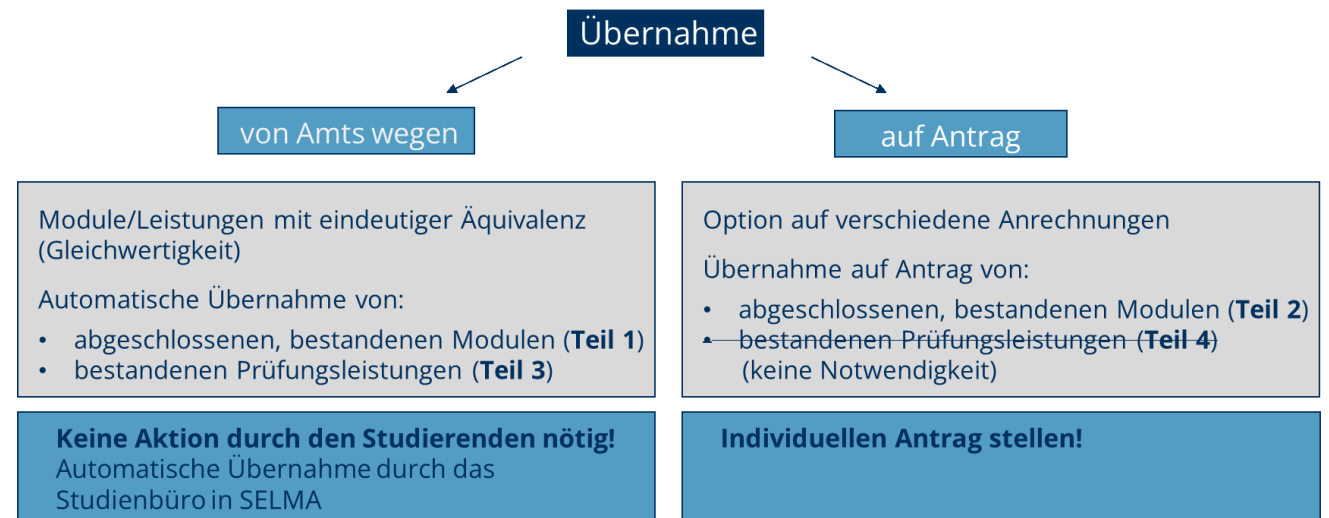 Übernahme
von Amts wegen
auf Antrag
Module/Leistungen mit eindeutiger Äquivalenz
(Gleichwertigkeit)
Automatische Übernahme von:
• abgeschlossenen, bestandenen Modulen (Teil 1)
• bestandenen Prüfungsleistungen (Teil 3)
Option auf verschiedene Anrechnungen
Übernahme auf Antrag von:
• abgeschlossenen, bestandenen Modulen (Teil 2)
• bestandenen Prüfungsleistungen (Teil 4)
(keine Notwendigkeit)
Keine Aktion durch den Studierenden nötig!
Automatische Übernahme durch das
Studienbüro in SELMA
Individuellen Antrag stellen!